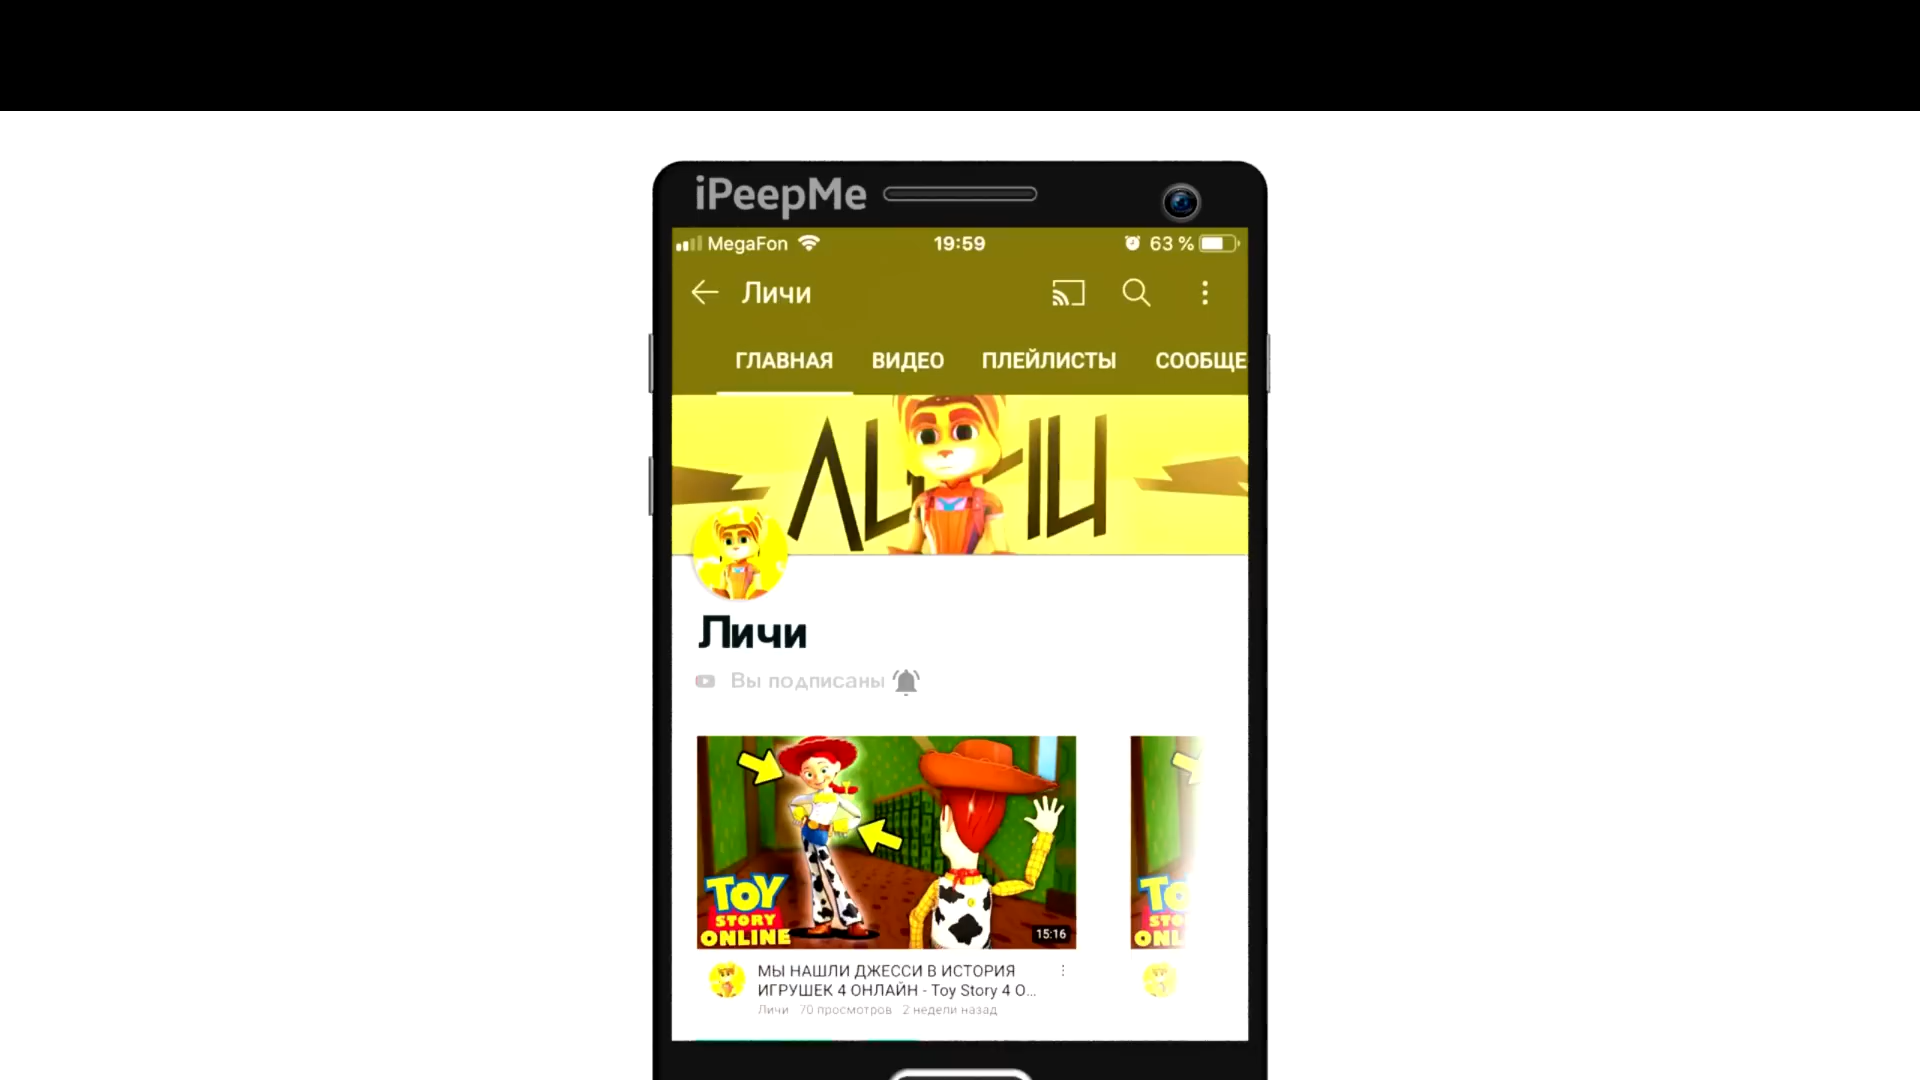 iPeepMe
MegaFon 19:59 63 %
Личи
ГЛАВНАЯ ВИДЕО ПЛЕЙЛИСТЫ СООБЩЕ
Личи
Вы подписаны
TOY
STORY
ONLINE
15:16
МЫ НАШЛИ ДЖЕССИ В ИСТОРИЯ
ИГРУШЕК 4 ОНЛАЙН - Toy Story 4 O...
Личи 70 просмотров 2 недели назад